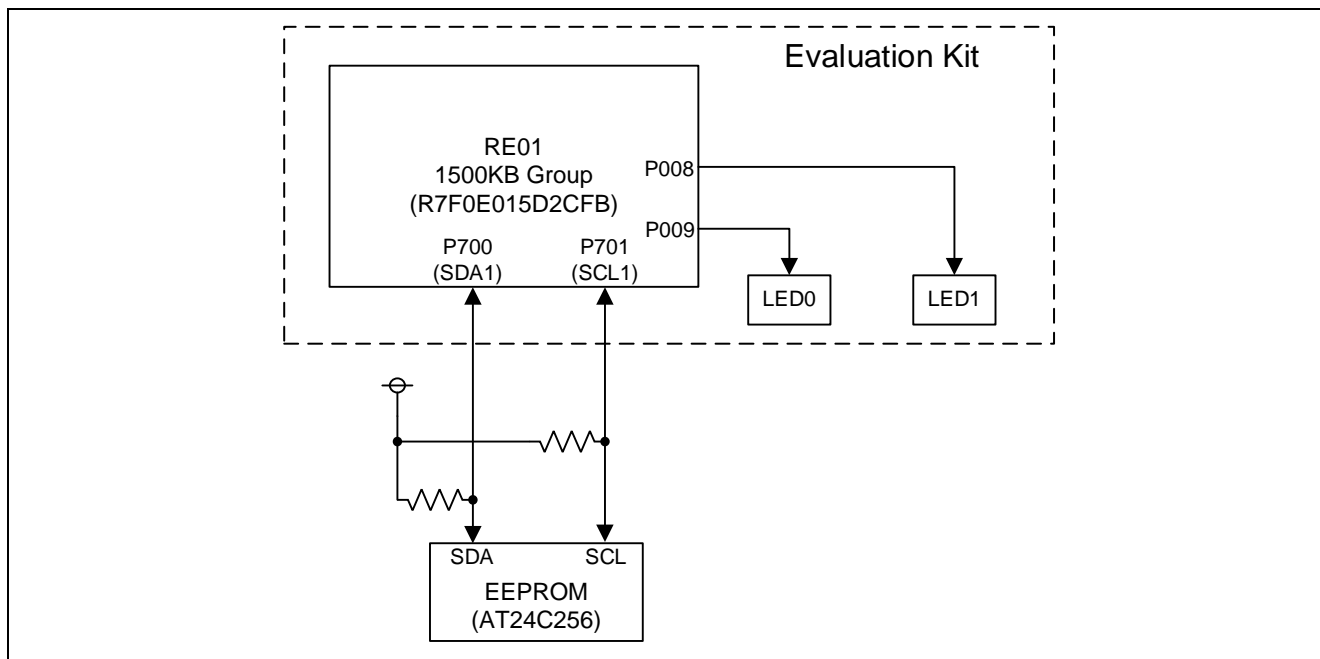 Evaluation Kit
RE01
1500KB Group
(R7F0E015D2CFB)
P008
P009
P700
(SDA1)
P701
(SCL1)
LED0
LED1
SDA
SCL
EEPROM
(AT24C256)